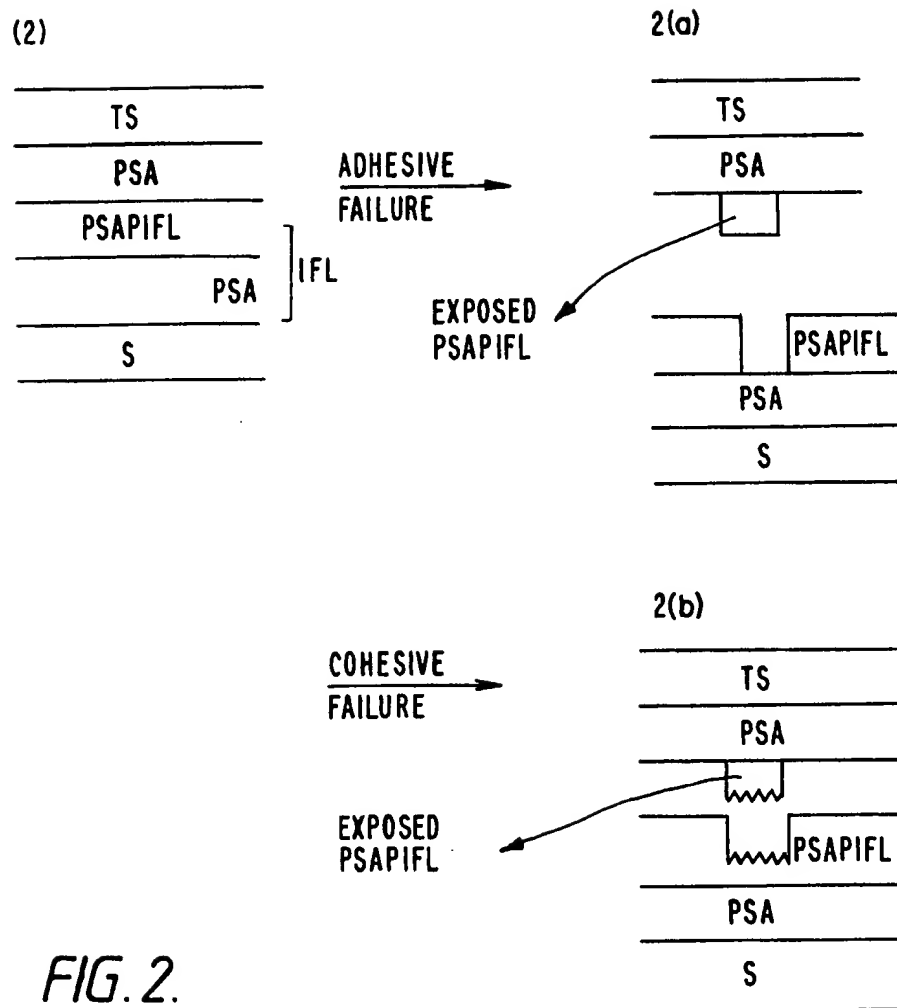 (2)
TS
PSA
PSAPIFL
IFL
PSA
S
ADHESIVE
FAILURE
2(a)
TS
PSA
EXPOSED
PSAPIFL
PSAPIFL
PSA
S
COHESIVE
FAILURE
2(b)
TS
PSA
EXPOSED
PSAPIFL
PSAPIFL
PSA
S
FIG. 2.